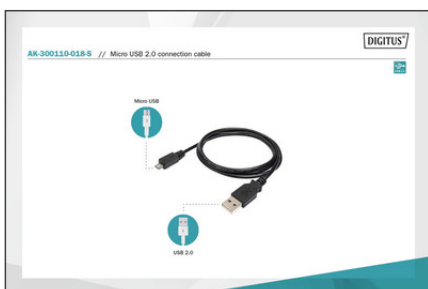 DIGITUS®
AK-300110-018-S // Micro USB 2.0 connection cable
Micro USB
USB 2.0